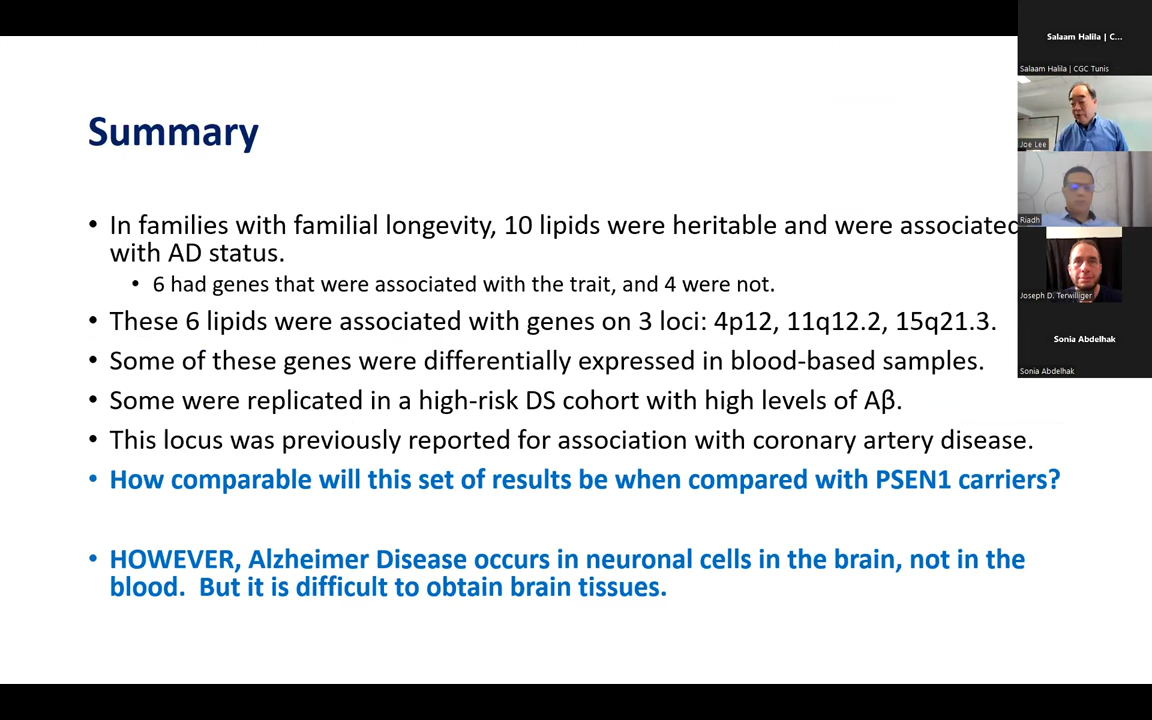 Summary
• In families with familial longevity, 10 lipids were heritable and were associated
with AD status.
• 6 had genes that were associated with the trait, and 4 were not.
• These 6 lipids were associated with genes on 3 loci: 4p12, 11q12.2, 15q21.3.
• Some of these genes were differentially expressed in blood-based samples.
• Some were replicated in a high-risk DS cohort with high levels of Aβ.
• This locus was previously reported for association with coronary artery disease.
• How comparable will this set of results be when compared with PSEN1 carriers?
• HOWEVER, Alzheimer Disease occurs in neuronal cells in the brain, not in the
blood.  But it is difficult to obtain brain tissues.
Salaam Halila | C...
Salaam Halila | CGC Tunis
Joe Lee
Riadh
Joseph D. Terwilliger
Sonia Abdelhak
Sonia Abdelhak